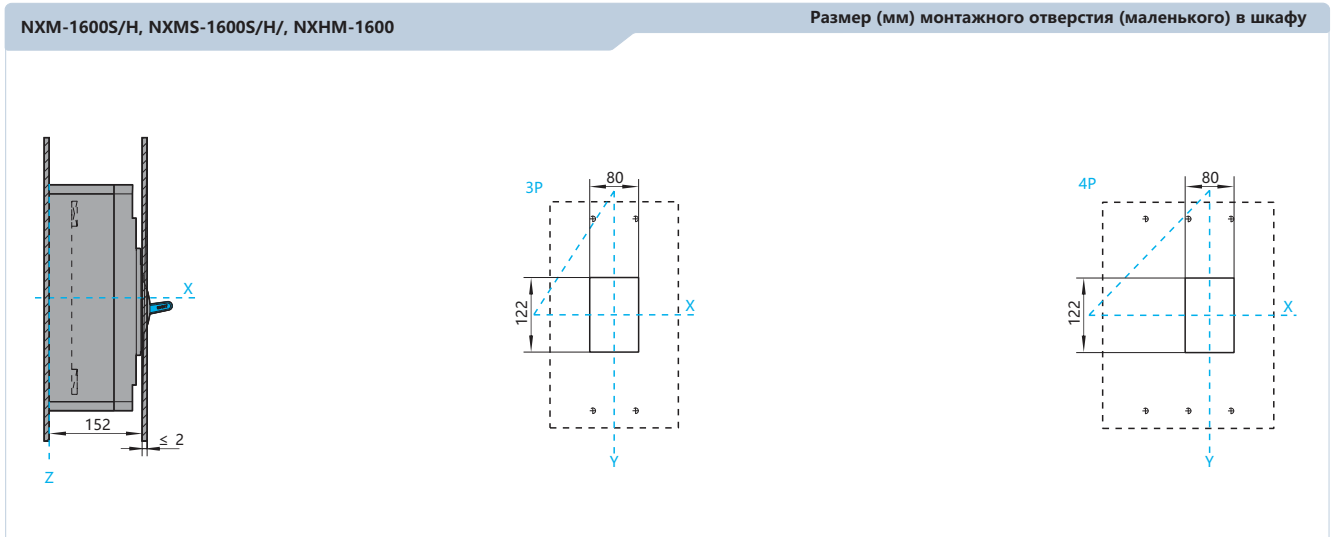 NXM-1600S/H, NXMS-1600S/H/, NXHM-1600
Размер (мм) монтажного отверстия (маленького) в шкафу
X
152
≤ 2
Z
3P
80
122
X
Y
4P
80
122
X
Y